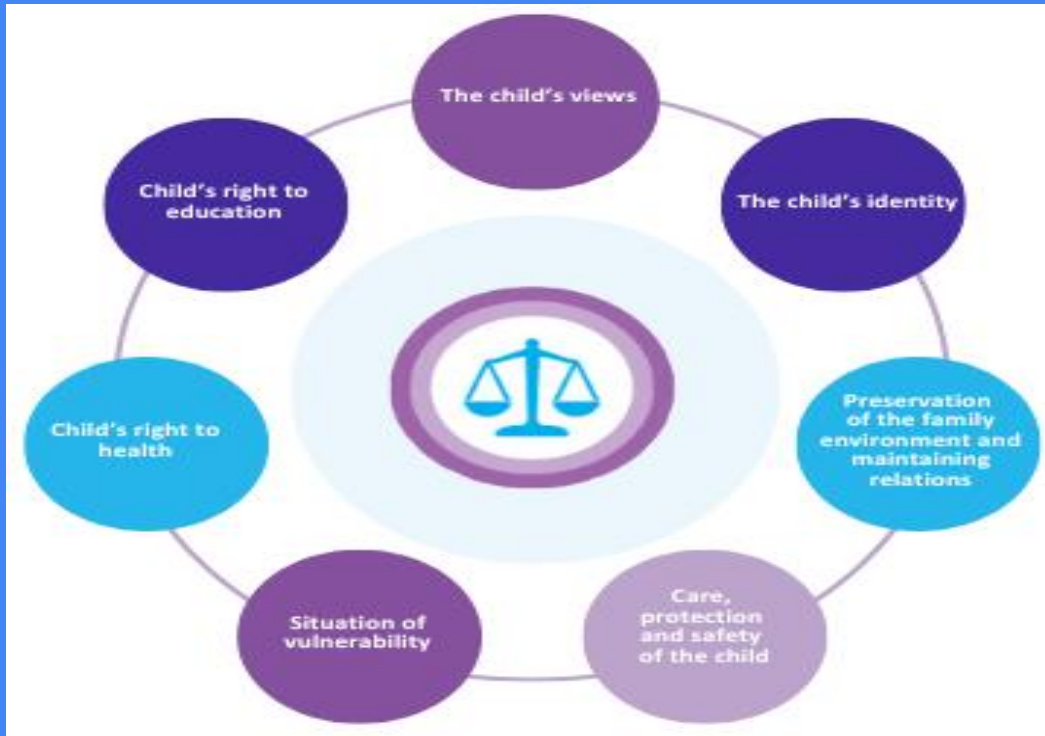 The child's views
The child's identity
Preservation
of the family
environment and
maintaining
relations
Care,
protection
and safety
of the child
Situation of
vulnerability
Child's right to
health
Child's right to
education